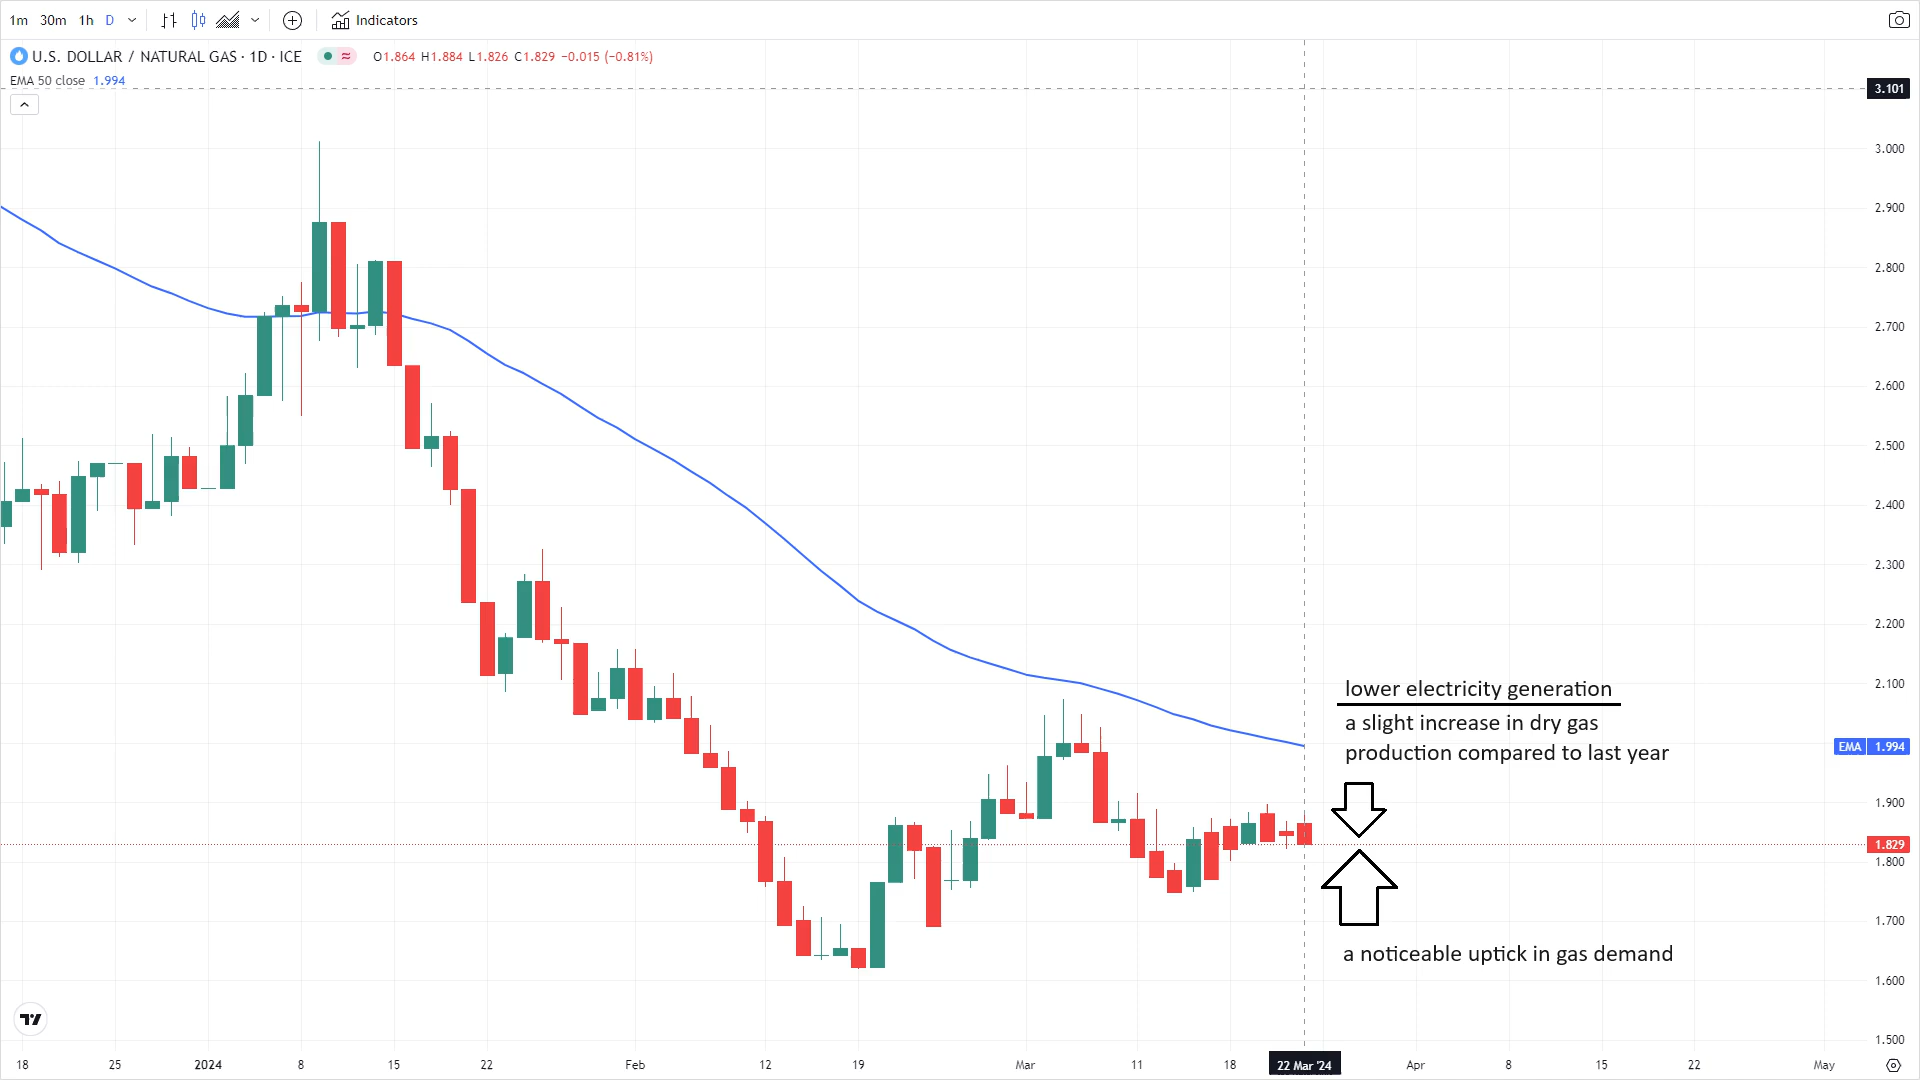 1m 30m 1h D Indicators
U.S. DOLLAR / NATURAL GAS · 1D · ICE O1.864 H1.884 L1.826 C1.829 −0.015 (−0.81%)
EMA 50 close 1.994
3.101
3.000
2.900
2.800
2.700
2.600
2.500
2.400
2.300
2.200
2.100
lower electricity generation
a slight increase in dry gas
production compared to last year
EMA 1.994
1.900
1.829
1.800
1.700
a noticeable uptick in gas demand
1.600
1.500
18 25 2024 8 15 22 Feb 12 19 Mar 11 18 22 Mar '24 Apr 8 15 22 May